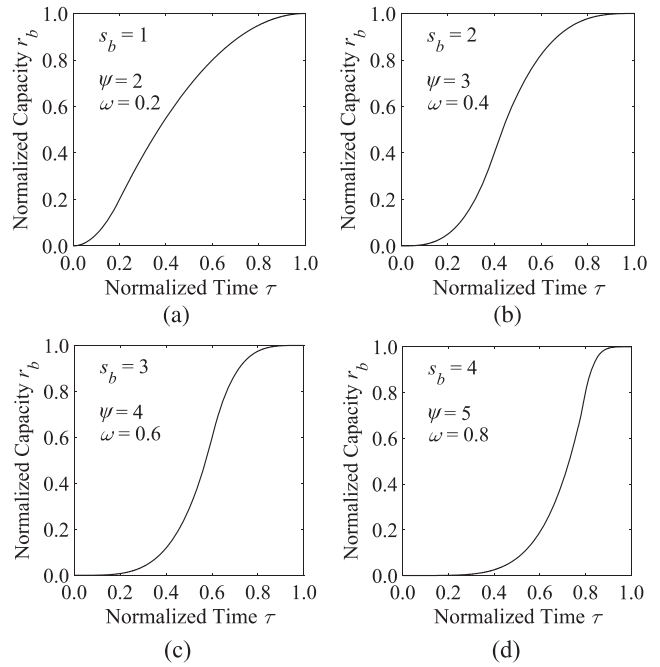 Normalized Capacity r_b
1.0
0.8
0.6
0.4
0.2
0.0
s_b = 1
ψ = 2
ω = 0.2
0.0 0.2 0.4 0.6 0.8 1.0
Normalized Time τ
(a)
Normalized Capacity r_b
1.0
0.8
0.6
0.4
0.2
0.0
s_b = 2
ψ = 3
ω = 0.4
0.0 0.2 0.4 0.6 0.8 1.0
Normalized Time τ
(b)
Normalized Capacity r_b
1.0
0.8
0.6
0.4
0.2
0.0
s_b = 3
ψ = 4
ω = 0.6
0.0 0.2 0.4 0.6 0.8 1.0
Normalized Time τ
(c)
Normalized Capacity r_b
1.0
0.8
0.6
0.4
0.2
0.0
s_b = 4
ψ = 5
ω = 0.8
0.0 0.2 0.4 0.6 0.8 1.0
Normalized Time τ
(d)